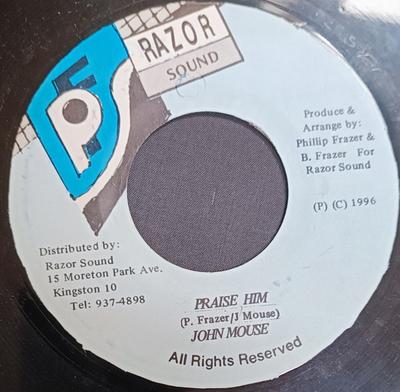 RAZOR
SOUND
PFS
Produce &
Arrange by:
Phillip Frazer &
B. Frazer For
Razor Sound
(P) (C) 1996
Distributed by:
Razor Sound
15 Moreton Park Ave.
Kingston 10
Tel: 937-4898
PRAISE HIM
(P. Frazer/J Mouse)
JOHN MOUSE
All Rights Reserved